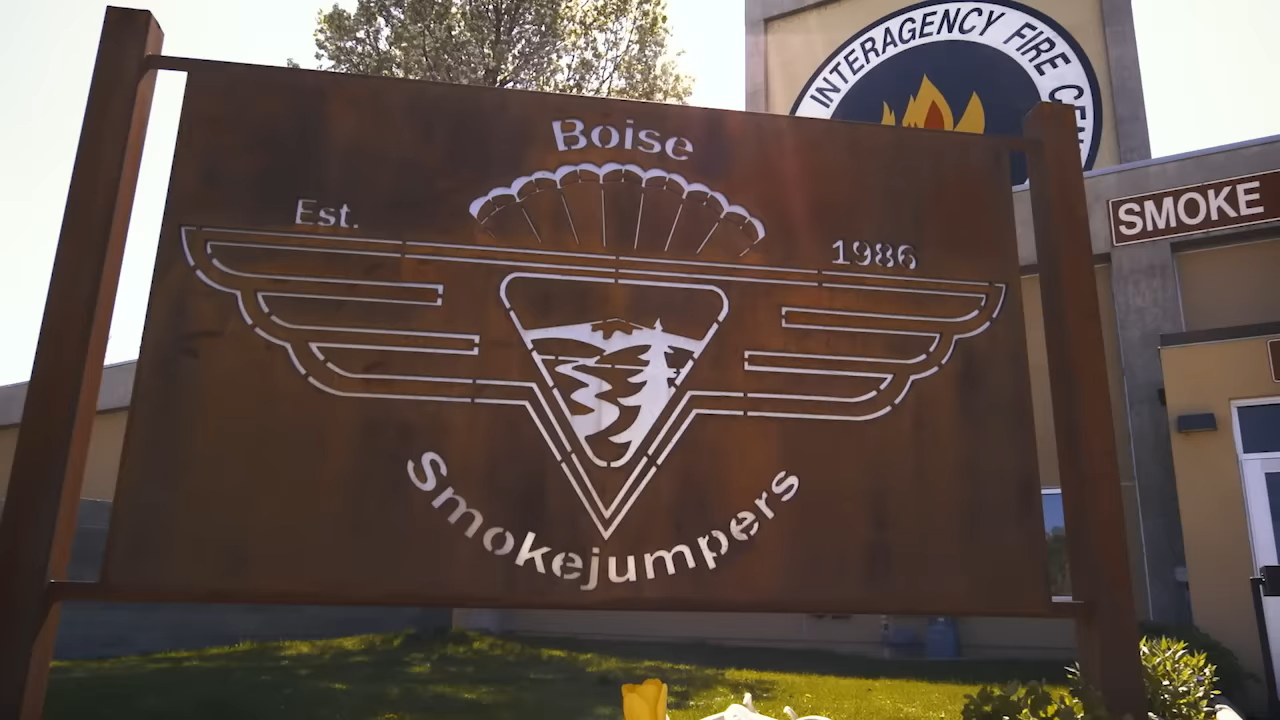 INTERAGENCY FIRE
Boise
Est. 1986
SMOKE
Smokejumpers